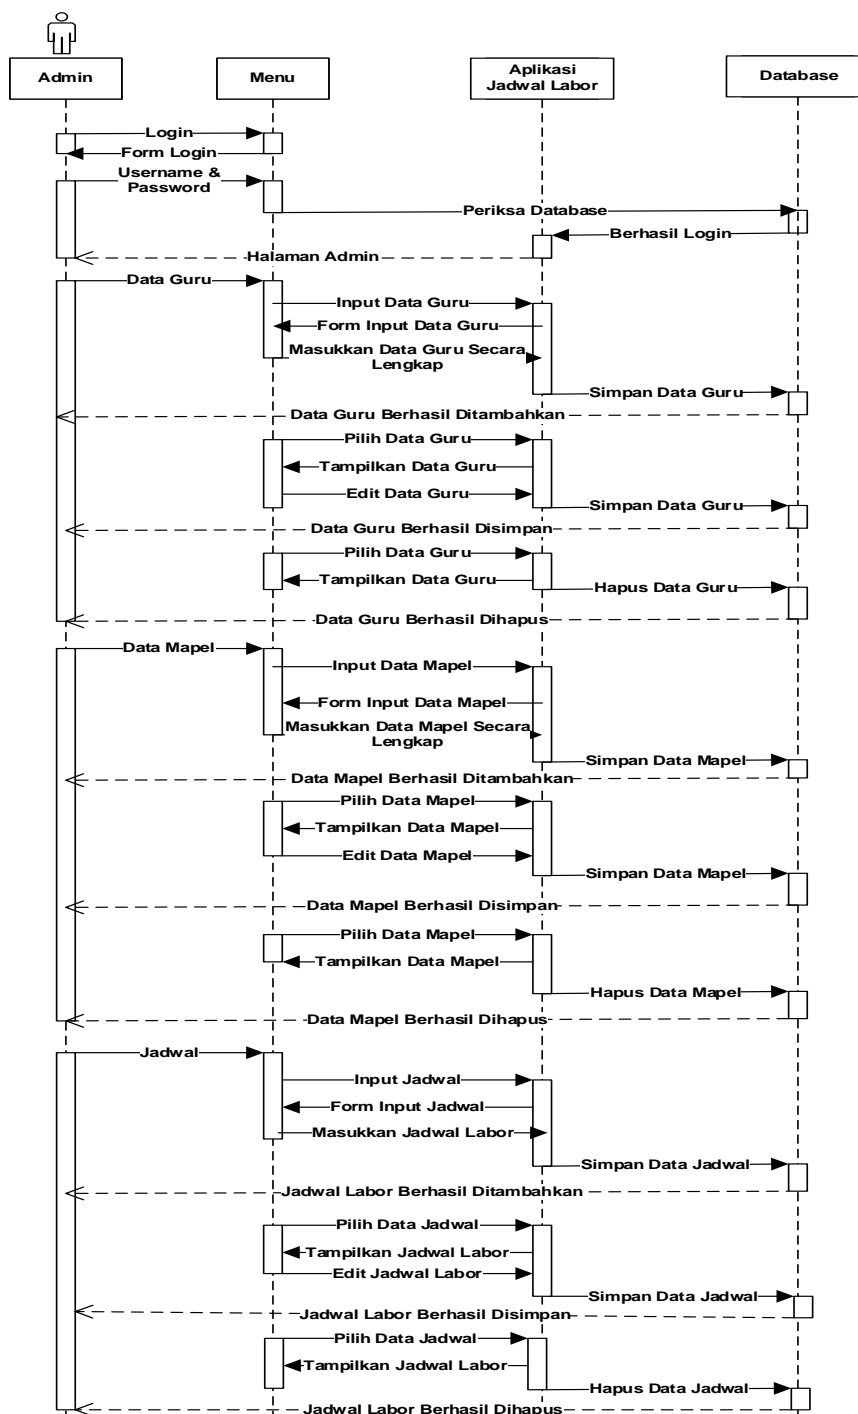 Admin
Menu
Aplikasi
Jadwal Labor
Database
Login
Form Login
Username &
Password
Periksa Database
Berhasil Login
Halaman Admin
Data Guru
Input Data Guru
Form Input Data Guru
Masukkan Data Guru Secara
Lengkap
Simpan Data Guru
Data Guru Berhasil Ditambahkan
Pilih Data Guru
Tampilkan Data Guru
Edit Data Guru
Simpan Data Guru
Data Guru Berhasil Disimpan
Pilih Data Guru
Tampilkan Data Guru
Hapus Data Guru
Data Guru Berhasil Dihapus
Data Mapel
Input Data Mapel
Form Input Data Mapel
Masukkan Data Mapel Secara
Lengkap
Simpan Data Mapel
Data Mapel Berhasil Ditambahkan
Pilih Data Mapel
Tampilkan Data Mapel
Edit Data Mapel
Simpan Data Mapel
Data Mapel Berhasil Disimpan
Pilih Data Mapel
Tampilkan Data Mapel
Hapus Data Mapel
Data Mapel Berhasil Dihapus
Jadwal
Input Jadwal
Form Input Jadwal
Masukkan Jadwal Labor
Simpan Data Jadwal
Jadwal Labor Berhasil Ditambahkan
Pilih Data Jadwal
Tampilkan Jadwal Labor
Edit Jadwal Labor
Simpan Data Jadwal
Jadwal Labor Berhasil Disimpan
Pilih Data Jadwal
Tampilkan Jadwal Labor
Hapus Data Jadwal
Jadwal Labor Berhasil Dihapus